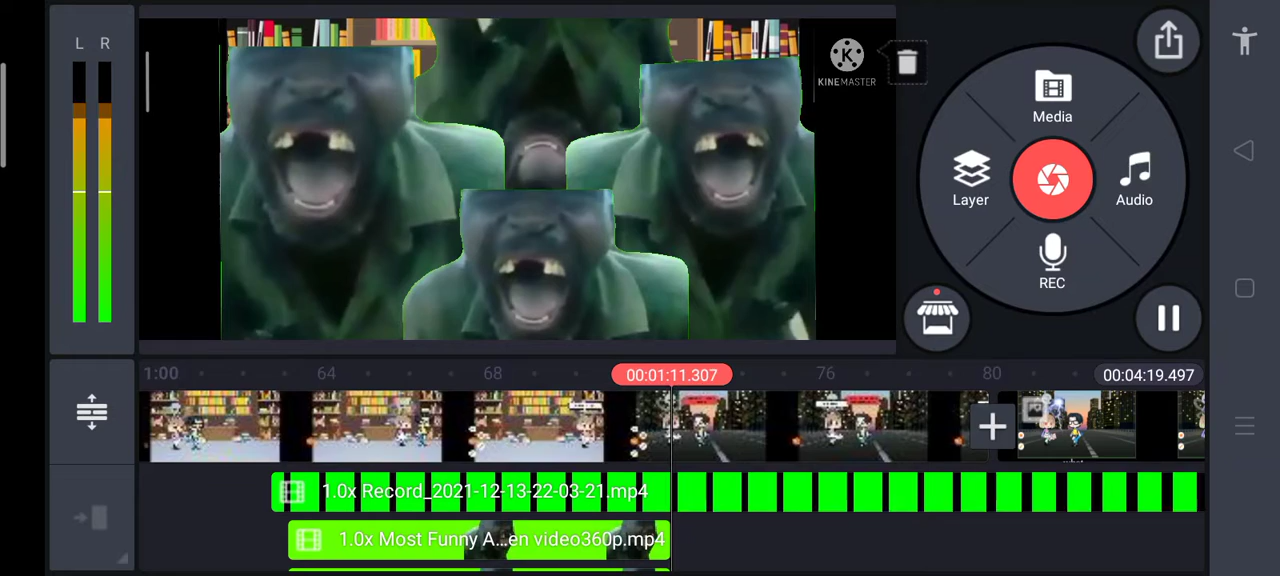 L R
KINEMASTER
Media
Layer
Audio
REC
1:00 64 68 00:01:11.307 76 80 00:04:19.497
1.0x Record_2021-12-13-22-03-21.mp4
1.0x Most Funny A...en video360p.mp4